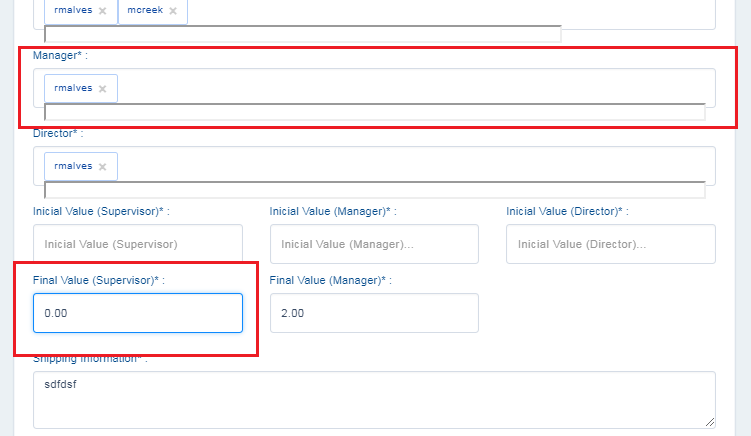 rmalves × mcreek ×
Manager* :
rmalves ×
Director* :
rmalves ×
Inicial Value (Supervisor)* : Inicial Value (Manager)* : Inicial Value (Director)* :
Inicial Value (Supervisor) Inicial Value (Manager)... Inicial Value (Director)...
Final Value (Supervisor)* : Final Value (Manager)* :
0.00 2.00
Shipping Information* :
sdfdsf